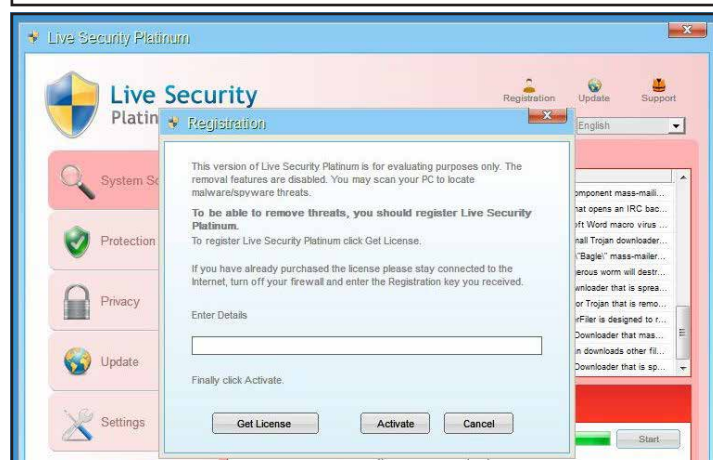 Live Security Platinum
Live Security
Platin
Registration
Update
Support
English
Registration
This version of Live Security Platinum is for evaluating purposes only. The
removal features are disabled. You may scan your PC to locate
malware/spyware threats.
To be able to remove threats, you should register Live Security
Platinum.
To register Live Security Platinum click Get License.
If you have already purchased the license please stay connected to the
Internet, turn off your firewall and enter the Registration key you received.
Enter Details
Finally click Activate.
Get License
Activate
Cancel
System Sc
Protection
Privacy
Update
Settings
omponent mass-maili...
hat opens an IRC bac...
oft Word macro virus ...
mall Trojan downloader...
\"Bagle\" mass-mailer...
erous worm will destr...
wnloader that is sprea...
or Trojan that is remo...
rFiler is designed to r...
Downloader that mas...
n downloads other fil...
Downloader that is sp...
Start